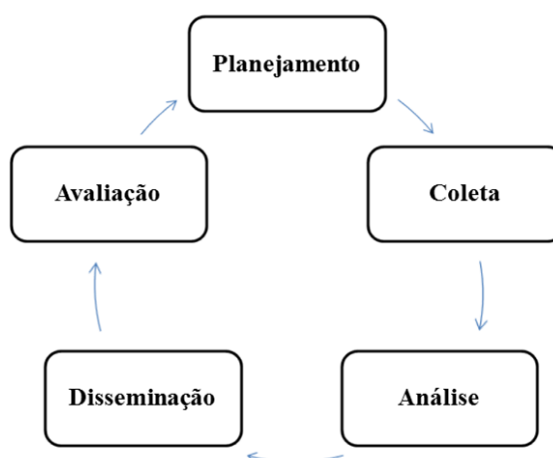 Planejamento
Coleta
Análise
Disseminação
Avaliação